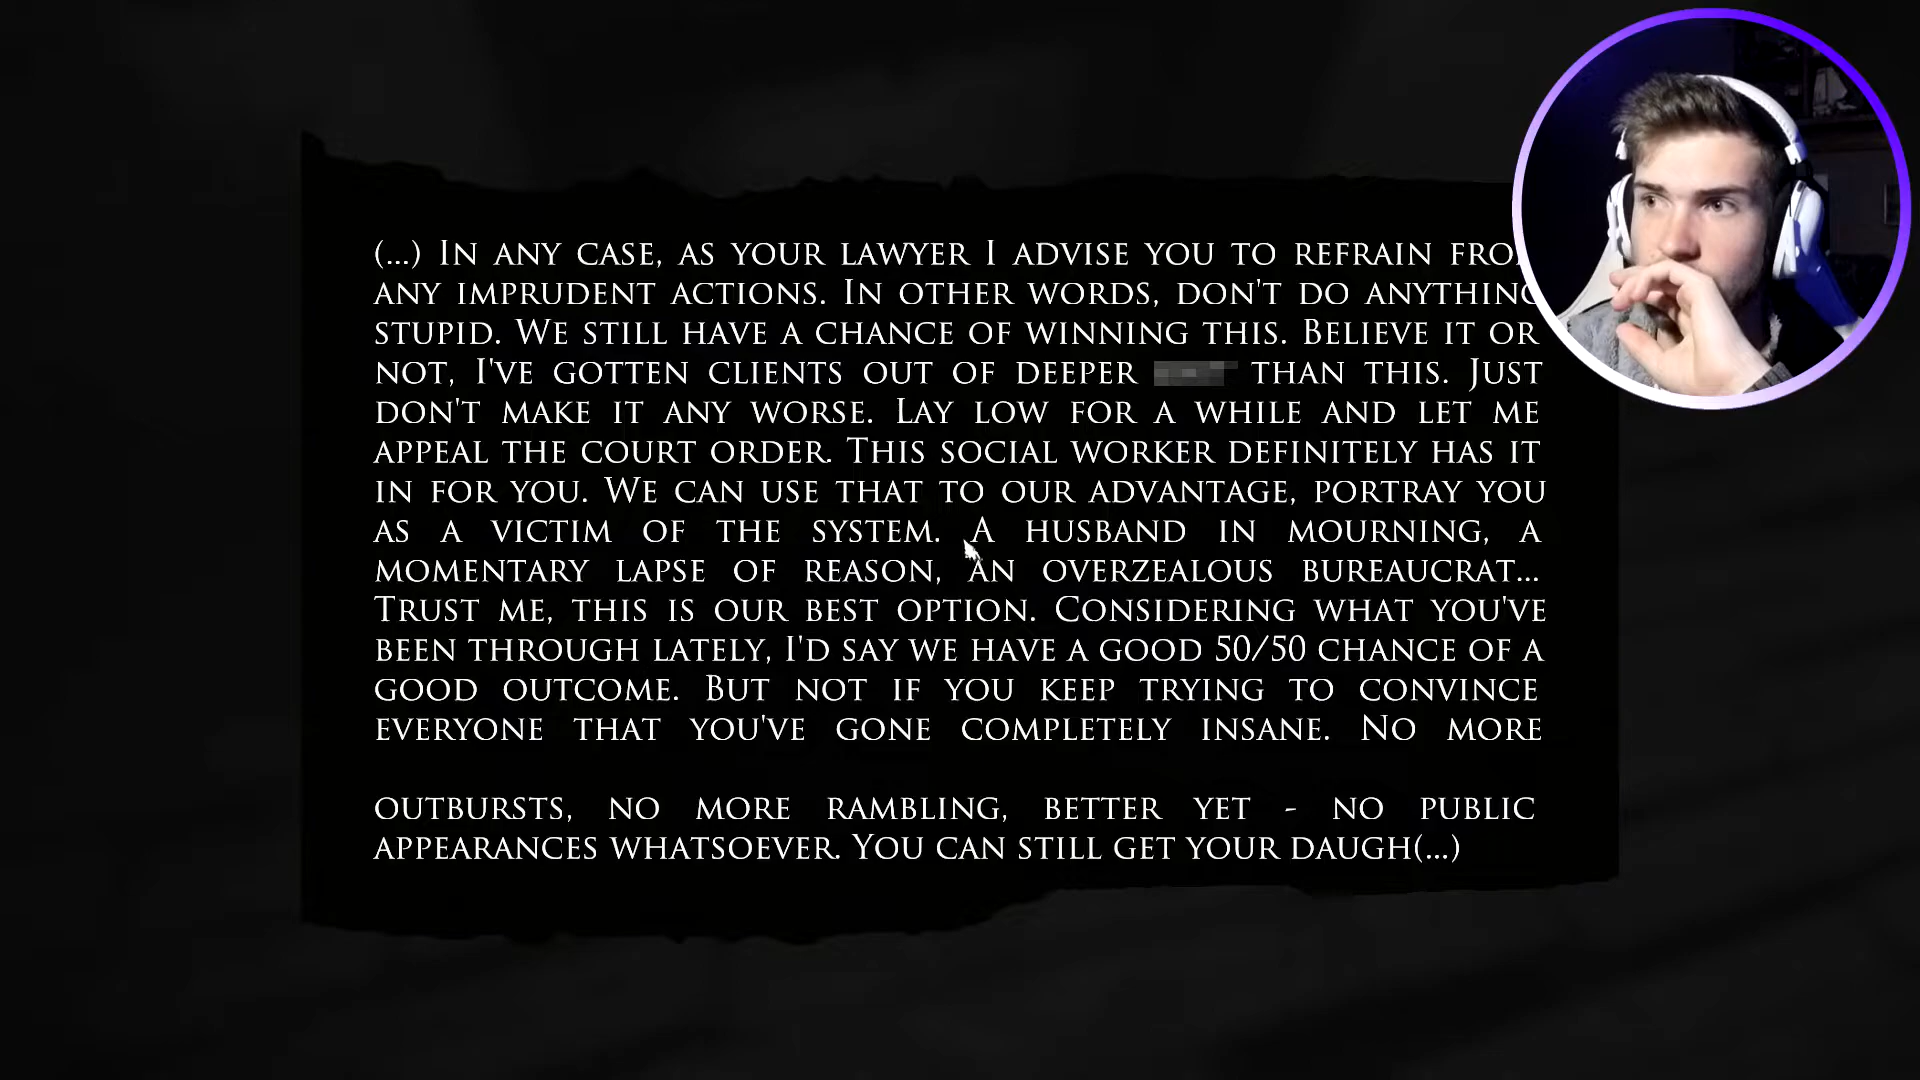 (...) In any case, as your lawyer I advise you to refrain
any imprudent actions. In other words, don't do anything
stupid. We still have a chance of winning this. Believe it or
not, I've gotten clients out of deeper than this. Just
don't make it any worse. Lay low for a while and let me
appeal the court order. This social worker definitely has it
in for you. We can use that to our advantage, portray you
as a victim of the system. A husband in mourning, a
momentary lapse of reason, an overzealous bureaucrat...
Trust me, this is our best option. Considering what you've
been through lately, I'd say we have a good 50/50 chance of a
good outcome. But not if you keep trying to convince
everyone that you've gone completely insane. No more
outbursts, no more rambling, better yet - no public
appearances whatsoever. You can still get your daugh(...)